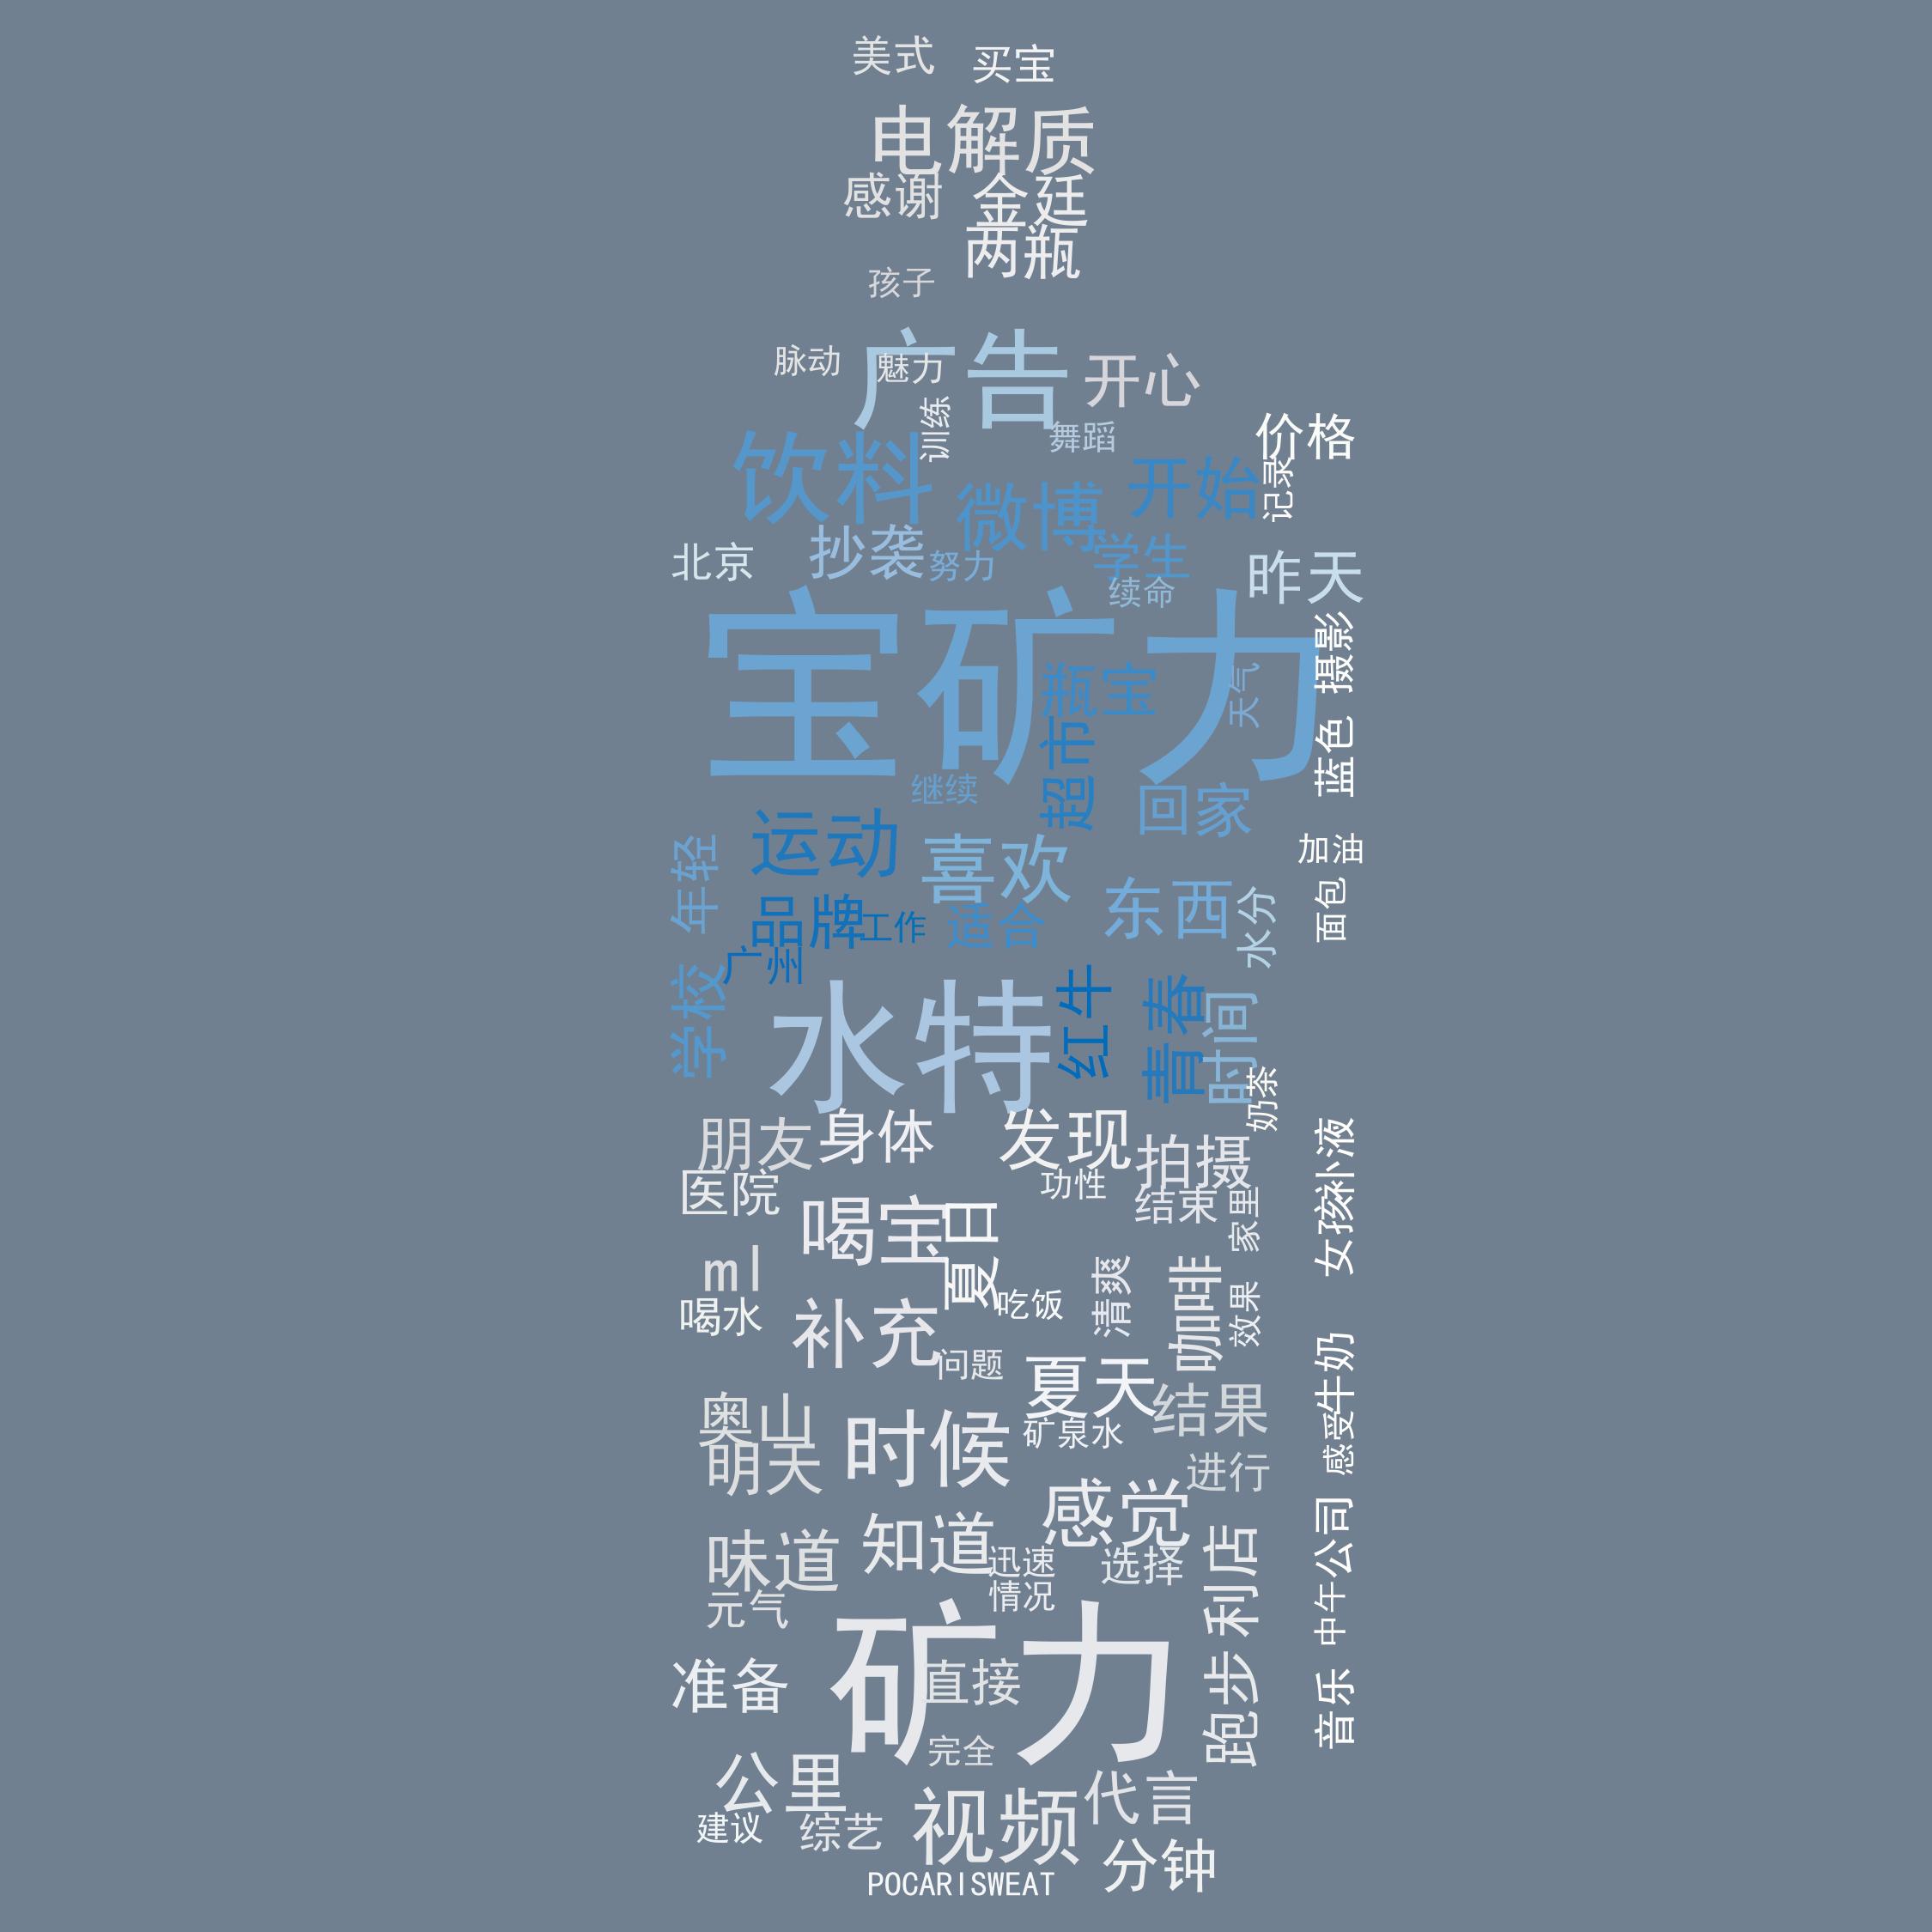 美式
买宝
电解质
感谢
金廷
两瓶
孩子
广告
脉动
魅力
开心
训练
舞蹈
价格
饮料
记录
开始
微博
抄袭
北京
努力
学生
昨天
续命
宝矿力
摄影
瓶宝
天气
蓝色
超市
继续
回家
运动
喜欢
加油
年轻
面包
东西
水分
品牌
工作
适合
广州
学校
水特
红牛
青春
时间
奶茶
朋友
身体
发现
拍摄
补液
医院
功性
结束
家里
女孩
喝宝
夏日
ml
清爽
咖啡
效果
喝水
吃饭
补充
问题
夏天
牛奶
结果
奥山
时候
矿泉水
感受
明天
进行
感觉
公司
味道
知道
迅速
选择
利店
元气
情况
中午
矿力
准备
直接
跑步
音乐
完全
公里
代言
建议
综艺
视频
分钟
POCARISWEAT